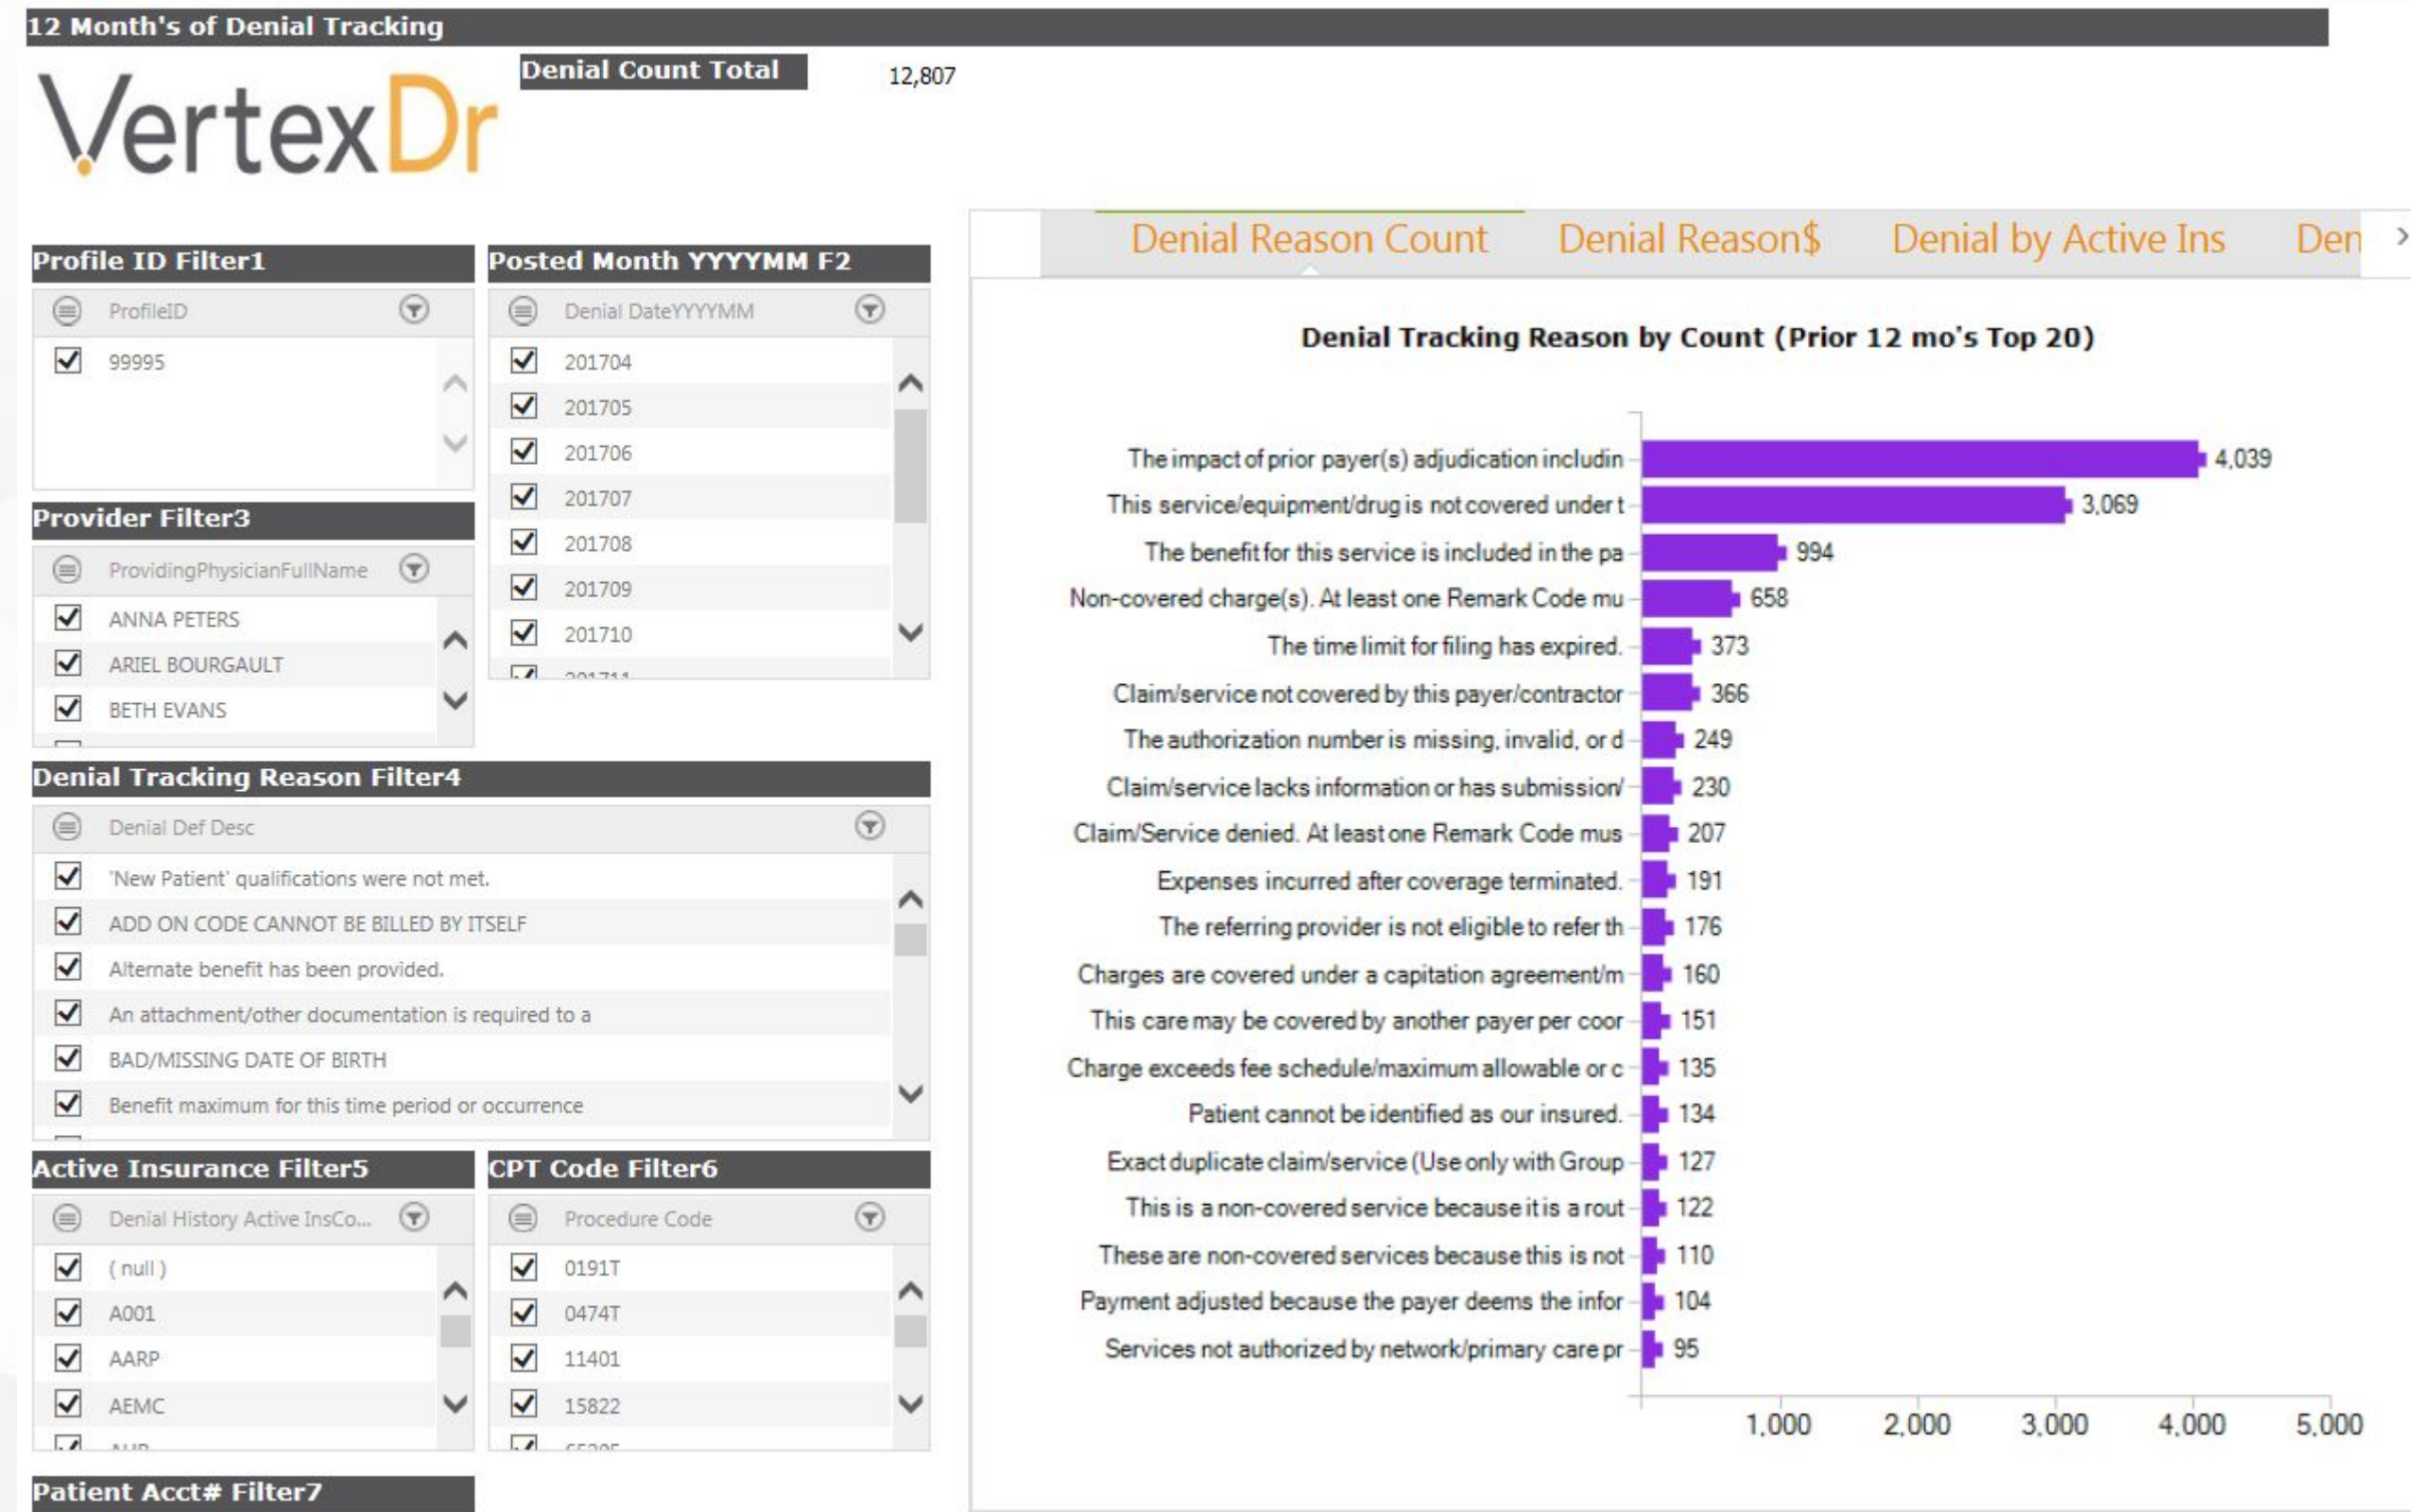 12 Month's of Denial Tracking
VertexDr
Denial Count Total 12,807
Profile ID Filter1
ProfileID
99995
Posted Month YYYYMM F2
Denial DateYYYYMM
201704
201705
201706
201707
201708
201709
201710
201711
Provider Filter3
ProvidingPhysicianFullName
ANNA PETERS
ARIEL BOURGAULT
BETH EVANS
Denial Tracking Reason Filter4
Denial Def Desc
'New Patient' qualifications were not met.
ADD ON CODE CANNOT BE BILLED BY ITSELF
Alternate benefit has been provided.
An attachment/other documentation is required to a
BAD/MISSING DATE OF BIRTH
Benefit maximum for this time period or occurrence
Active Insurance Filter5
Denial History Active InsCo...
( null )
A001
AARP
AEMC
CPT Code Filter6
Procedure Code
0191T
0474T
11401
15822
Patient Acct# Filter7
Denial Reason Count Denial Reason$ Denial by Active Ins Den
Denial Tracking Reason by Count (Prior 12 mo's Top 20)
The impact of prior payer(s) adjudication includin 4,039
This service/equipment/drug is not covered under t 3,069
The benefit for this service is included in the pa 994
Non-covered charge(s). At least one Remark Code mu 658
The time limit for filing has expired. 373
Claim/service not covered by this payer/contractor 366
The authorization number is missing, invalid, or d 249
Claim/service lacks information or has submission/ 230
Claim/Service denied. At least one Remark Code mus 207
Expenses incurred after coverage terminated. 191
The referring provider is not eligible to refer th 176
Charges are covered under a capitation agreement/m 160
This care may be covered by another payer per coor 151
Charge exceeds fee schedule/maximum allowable or c 135
Patient cannot be identified as our insured. 134
Exact duplicate claim/service (Use only with Group 127
This is a non-covered service because it is a rout 122
These are non-covered services because this is not 110
Payment adjusted because the payer deems the infor 104
Services not authorized by network/primary care pr 95
1,000 2,000 3,000 4,000 5,000